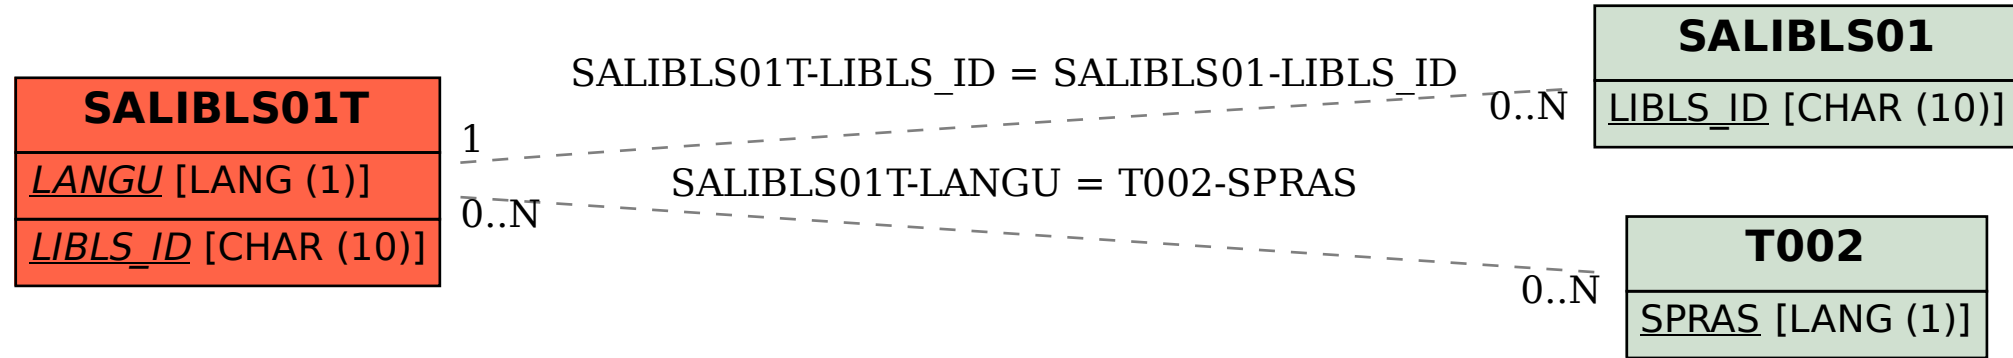 SALIBLS01T
LANGU [LANG (1)]
LIBLS_ID [CHAR (10)]
SALIBLS01T-LIBLS_ID = SALIBLS01-LIBLS_ID
1
0..N
SALIBLS01T-LANGU = T002-SPRAS
0..N
0..N
SALIBLS01
LIBLS_ID [CHAR (10)]
T002
SPRAS [LANG (1)]